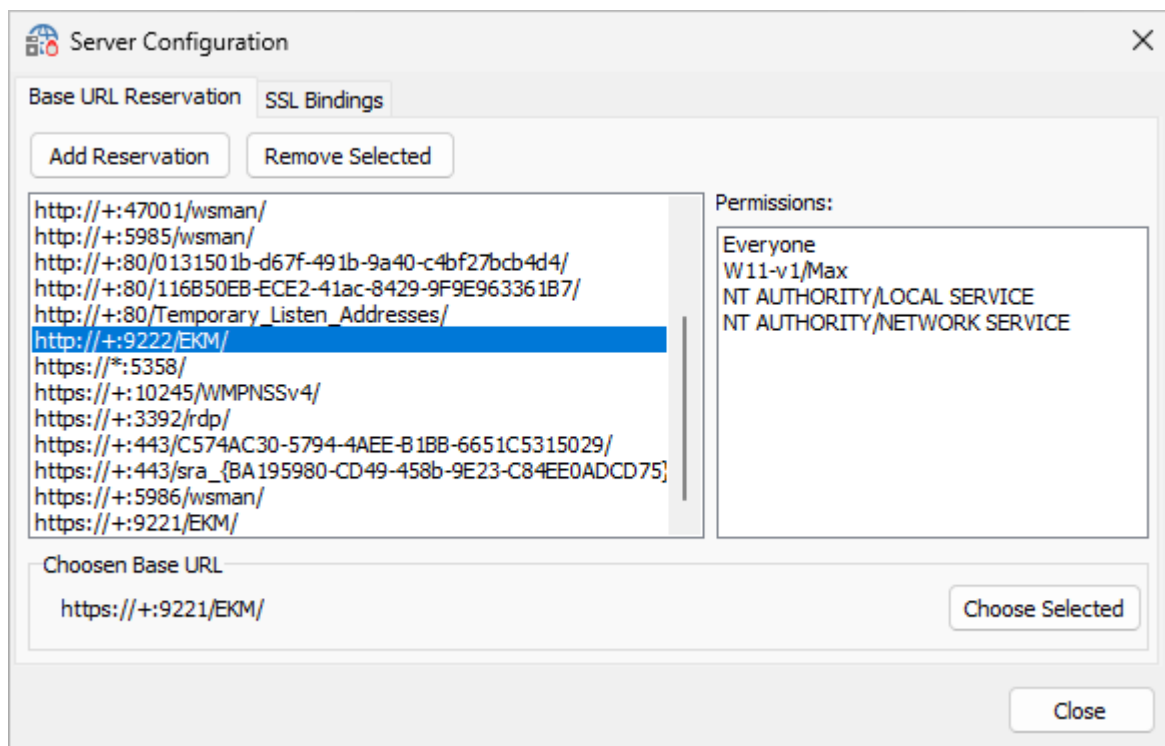 Server Configuration
Base URL Reservation
SSL Bindings
Add Reservation
Remove Selected
http://+:47001/wsman/
http://+:5985/wsman/
http://+:80/0131501b-d67f-491b-9a40-c4bf27bcb4d4/
http://+:80/116B50EB-ECE2-41ac-8429-9F9E963361B7/
http://+:80/Temporary_Listen_Addresses/
http://+:9222/EKM/
https://*:5358/
https://+:10245/WMPNSSv4/
https://+:3392/rdp/
https://+:443/C574AC30-5794-4AEE-B1BB-6651C5315029/
https://+:443/sra_{BA195980-CD49-458b-9E23-C84EE0ADCD75}
https://+:5986/wsman/
https://+:9221/EKM/
Permissions:
Everyone
W11-v1/Max
NT AUTHORITY/LOCAL SERVICE
NT AUTHORITY/NETWORK SERVICE
Choosen Base URL
https://+:9221/EKM/
Choose Selected
Close